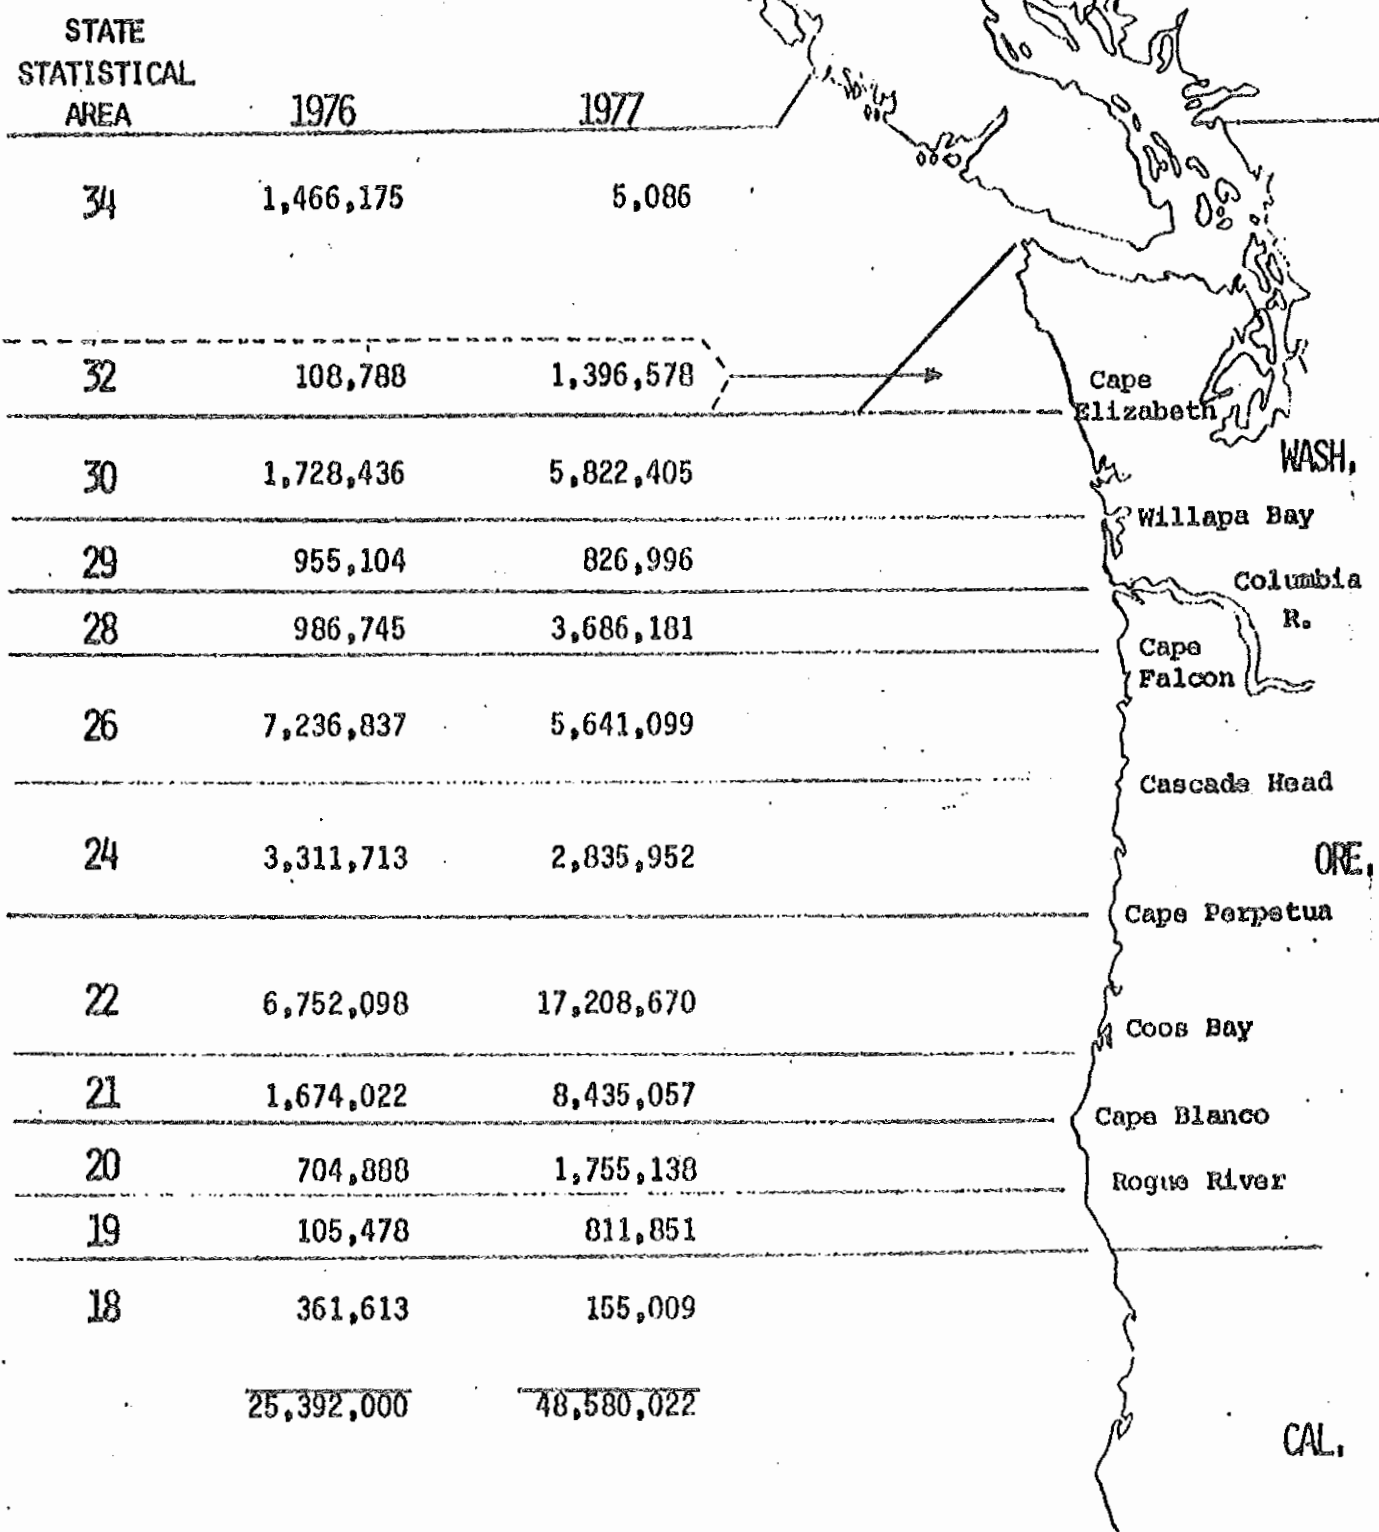 STATE
STATISTICAL
AREA 1976 1977
34 1,466,175 5,086
32 108,788 1,396,578 Cape
Elizabeth
WASH.
30 1,728,436 5,822,405
Willapa Bay
29 955,104 826,996
Columbia
R.
28 986,745 3,686,181
Cape
Falcon
26 7,236,837 5,641,099
Cascade Head
24 3,311,713 2,835,952 ORE.
Cape Perpetua
22 6,752,098 17,208,670
Coos Bay
21 1,674,022 8,435,057
Cape Blanco
20 704,888 1,755,138
Rogue River
19 105,478 811,851
18 361,613 155,009
25,392,000 48,580,022
CAL.